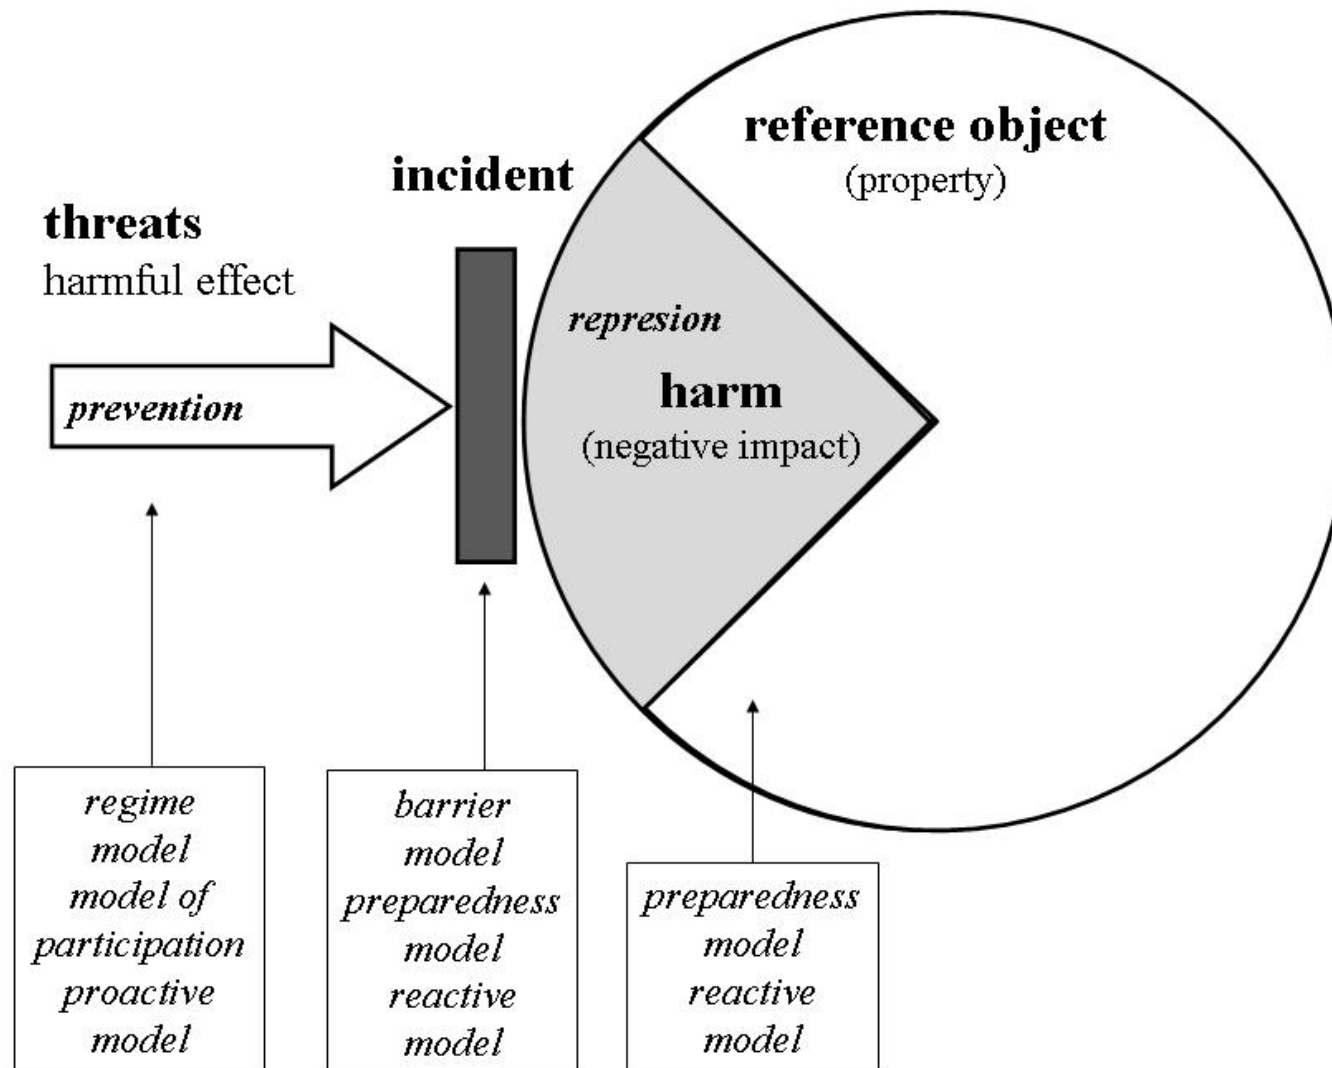 reference object
(property)
incident
threats
harmful effect
prevention
represion
harm
(negative impact)
regime
model
model of
participation
proactive
model
barrier
model
preparedness
model
reactive
model
preparedness
model
reactive
model